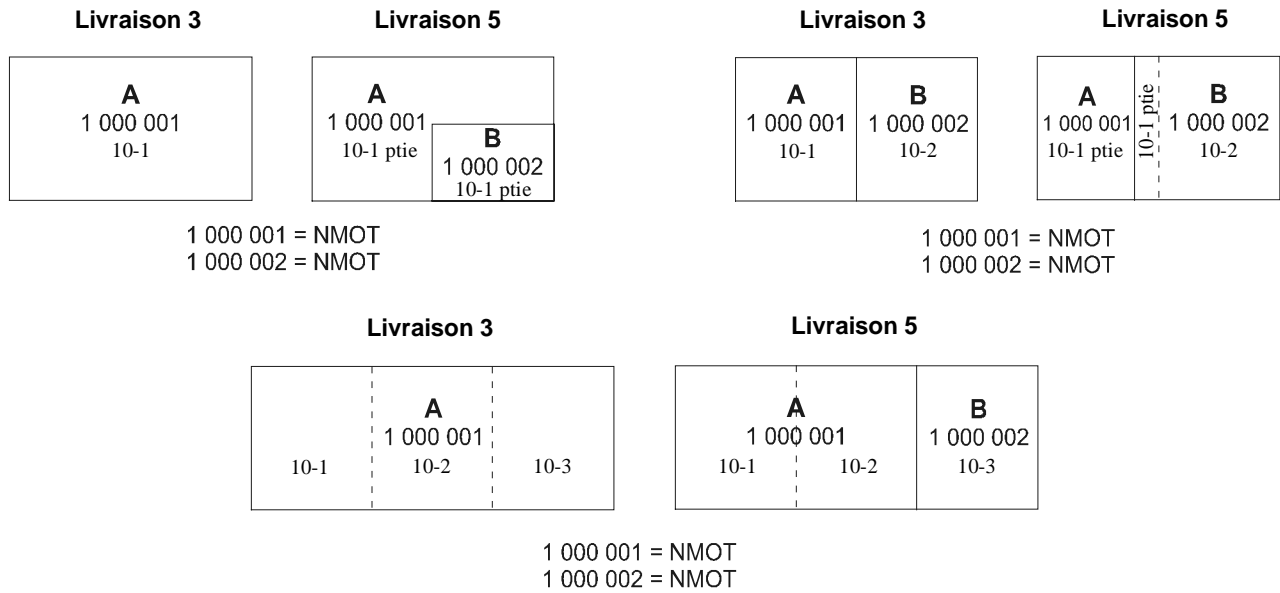 Livraison 3
Livraison 5
A
1 000 001
10-1
A
1 000 001
10-1 ptie
B
1 000 002
10-1 ptie
1 000 001 = NMOT
1 000 002 = NMOT
Livraison 3
Livraison 5
A
1 000 001
10-1
B
1 000 002
10-2
A
1 000 001
10-1 ptie
10-1 ptie
B
1 000 002
10-2
1 000 001 = NMOT
1 000 002 = NMOT
Livraison 3
Livraison 5
A
1 000 001
10-1 10-2 10-3
A
1 000 001
10-1 10-2
B
1 000 002
10-3
1 000 001 = NMOT
1 000 002 = NMOT